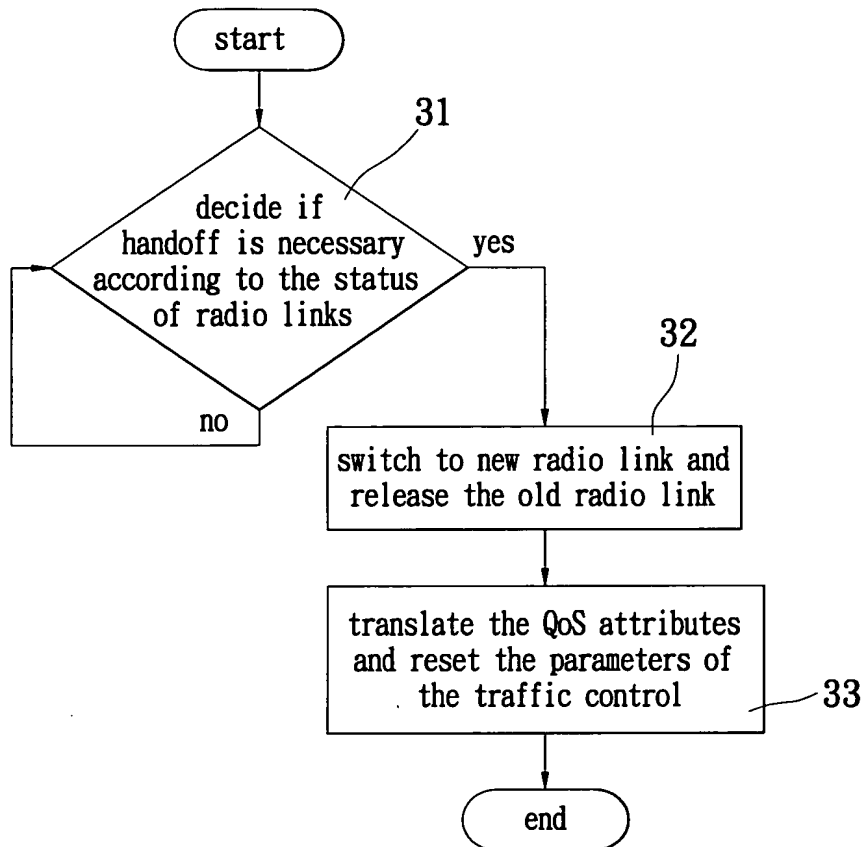 start
31
decide if
handoff is necessary
according to the status
of radio links
yes
no
32
switch to new radio link and
release the old radio link
translate the QoS attributes
and reset the parameters of
the traffic control
33
end